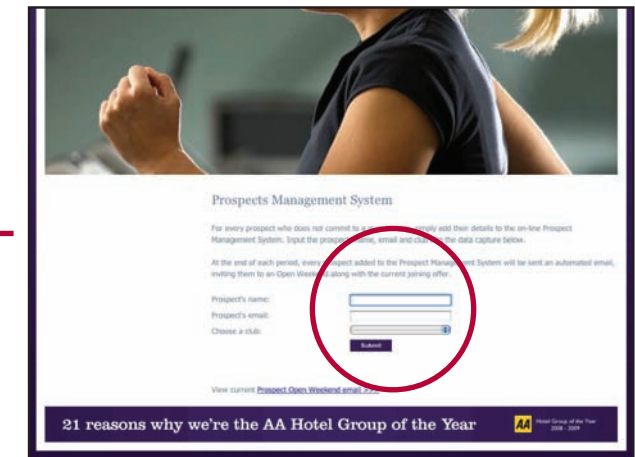 Prospects Management System
For every prospect who does not commit to a simply add their details to the on-line Prospect
Management System. Input the prospect's name, email and club the data capture below.
At the end of each period, every prospect added to the Prospect Management System will be sent an automated email,
inviting them to an Open Weekend along with the current joining offer.
Prospect's name:
Prospect's email:
Choose a club:
Submit
View current Prospect Open Weekend email >>>
21 reasons why we're the AA Hotel Group of the Year
AA Hotel Group of the Year
2008 - 2009